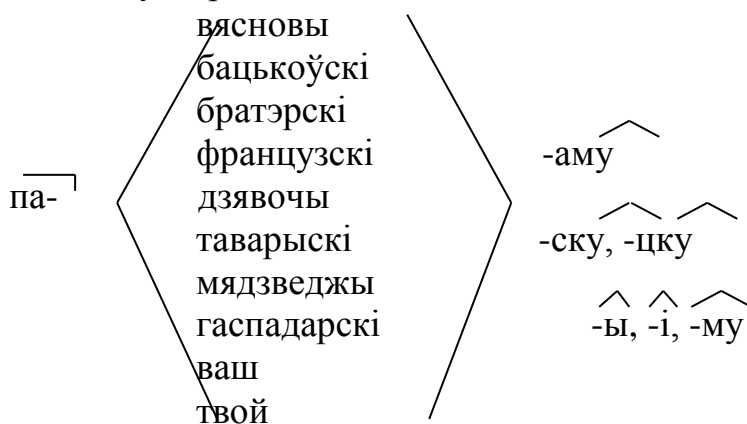 вясновы
бацькоўскі
братэрскі
французскі
-аму
па-
дзявочы
таварыскі
-ску, -цку
мядзведжы
гаспадарскі
-ы, -і, -му
ваш
твой